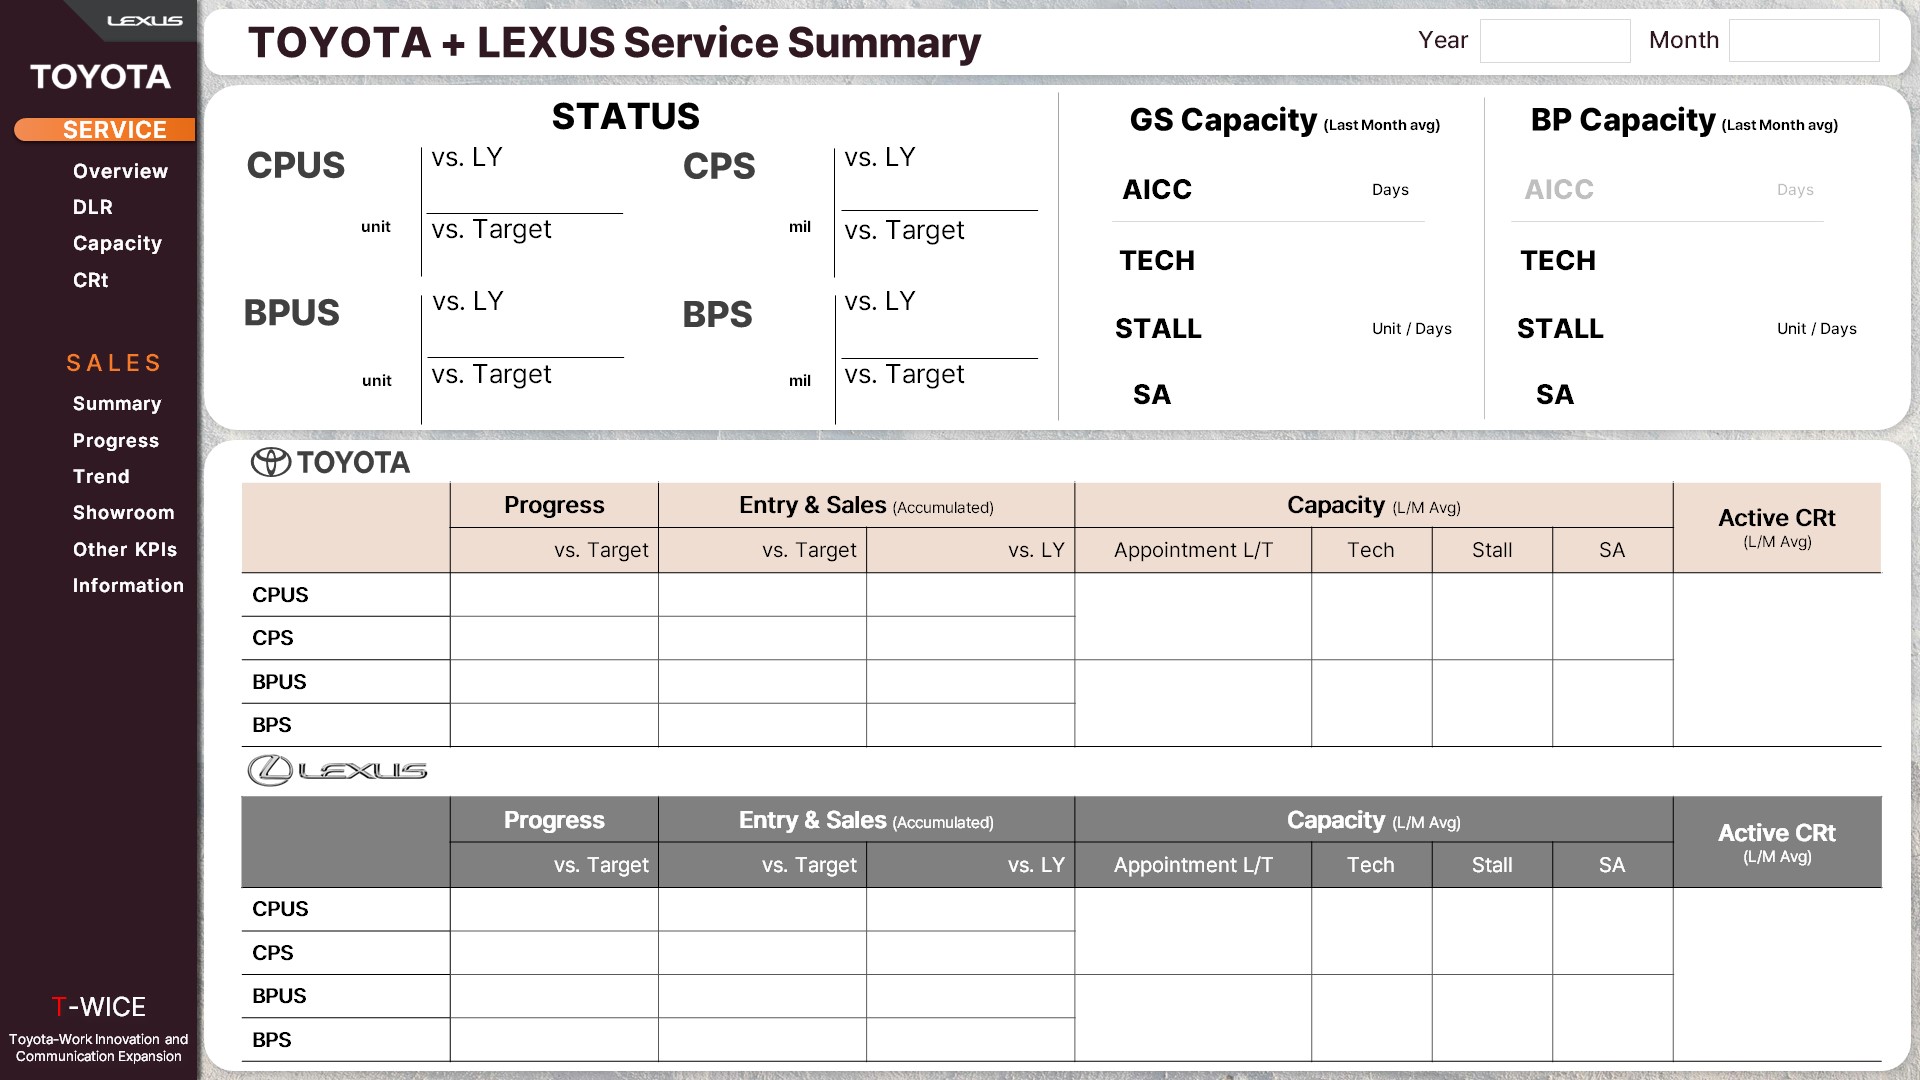 LEXUS
TOYOTA
SERVICE
Overview
DLR
Capacity
CRt
SALES
Summary
Progress
Trend
Showroom
Other KPIs
Information
T-WICE
Toyota-Work Innovation and
Communication Expansion
TOYOTA + LEXUS Service Summary
Year
Month
STATUS
CPUS
unit
vs. LY
vs. Target
CPS
mil
vs. LY
vs. Target
BPUS
unit
vs. LY
vs. Target
BPS
mil
vs. LY
vs. Target
GS Capacity (Last Month avg)
AICC Days
TECH
STALL Unit / Days
SA
BP Capacity (Last Month avg)
AICC Days
TECH
STALL Unit / Days
SA
TOYOTA
Progress Entry & Sales (Accumulated) Capacity (L/M Avg) Active CRt
(L/M Avg)
vs. Target vs. Target vs. LY Appointment L/T Tech Stall SA
CPUS
CPS
BPUS
BPS
LEXUS
Progress Entry & Sales (Accumulated) Capacity (L/M Avg) Active CRt
(L/M Avg)
vs. Target vs. Target vs. LY Appointment L/T Tech Stall SA
CPUS
CPS
BPUS
BPS